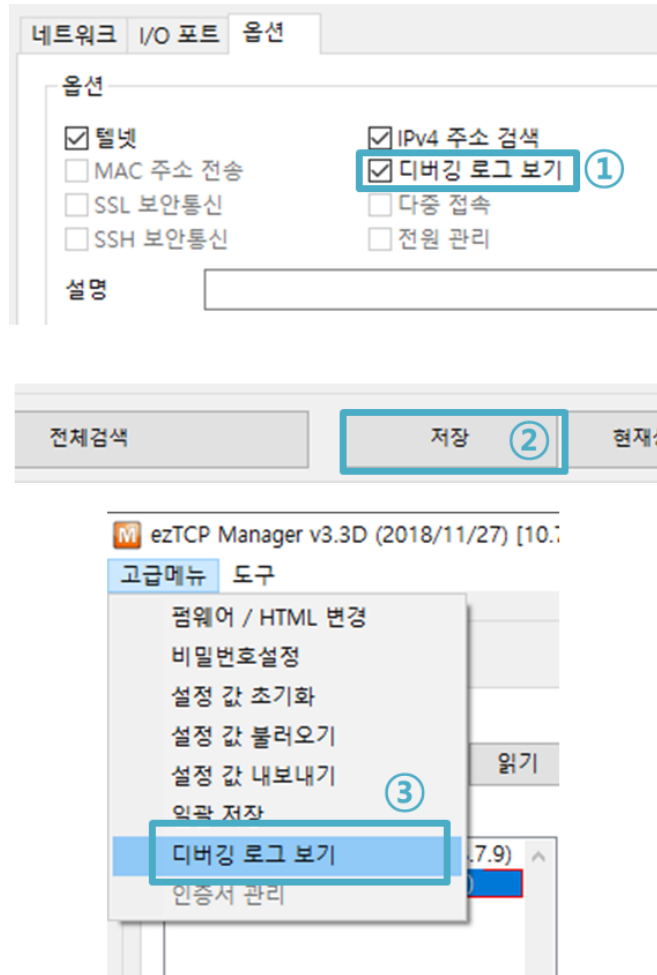 네트워크 I/O 포트 옵션
옵션
텔넷 IPv4 주소 검색
MAC 주소 전송 디버깅 로그 보기 ①
SSL 보안통신 다중 접속
SSH 보안통신 전원 관리
설명
전체검색 저장 ② 현재
ezTCP Manager v3.3D (2018/11/27) [10.7
고급메뉴 도구
펌웨어 / HTML 변경
비밀번호설정
설정 값 초기화
설정 값 불러오기
설정 값 내보내기 읽기
③
일괄 저장
디버깅 로그 보기 .7.9)
인증서 관리 )